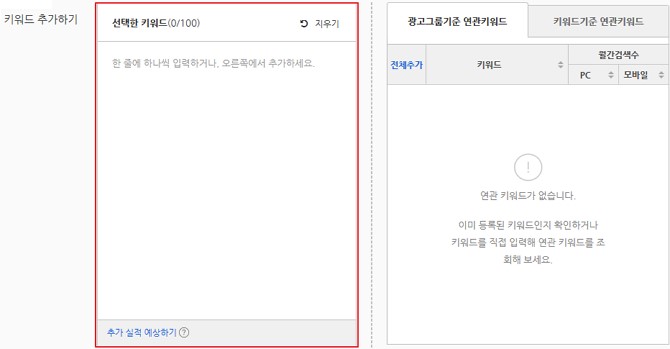 키워드 추가하기
선택한 키워드(0/100)
지우기
한 줄에 하나씩 입력하거나, 오른쪽에서 추가하세요.
추가 실적 예상하기 ?
광고그룹기준 연관키워드
키워드기준 연관키워드
전체추가
키워드
월간검색수
PC
모바일
!
연관 키워드가 없습니다.
이미 등록된 키워드인지 확인하거나
키워드를 직접 입력해 연관 키워드를 조
회해 보세요.